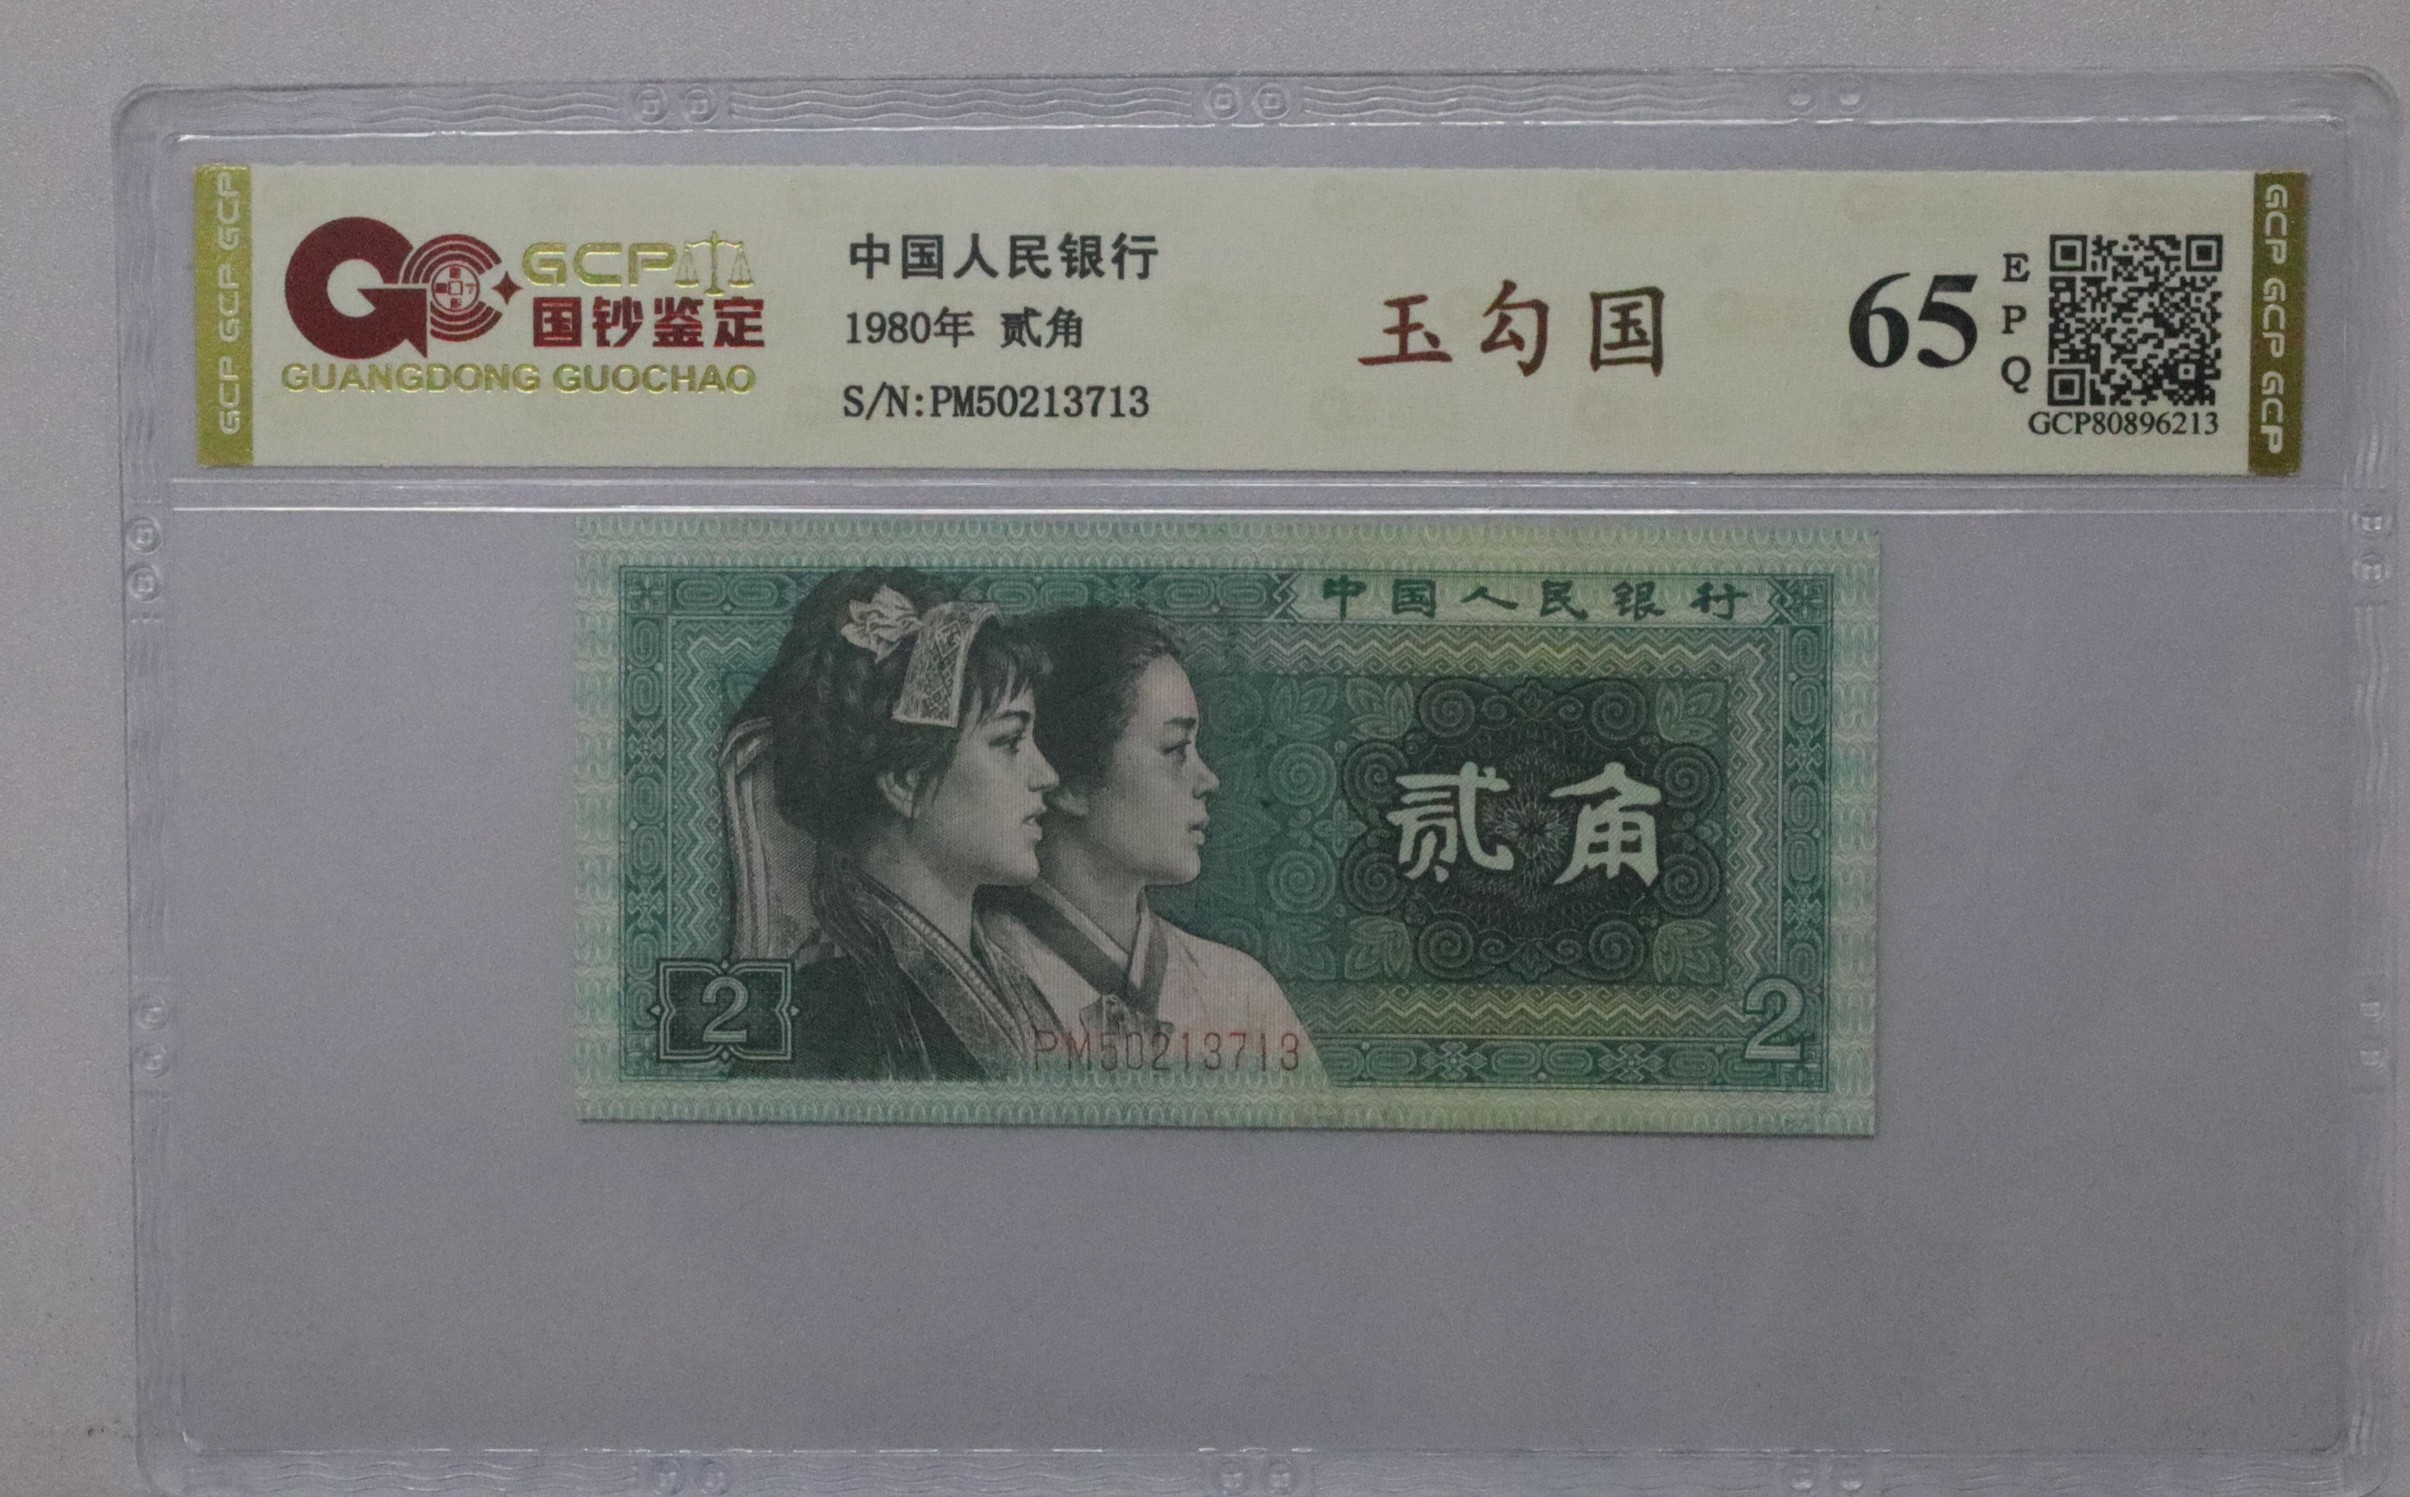 GCP GCP GCP
GCP
国钞鉴定
GUANGDONG GUOCHAO
中国人民银行
1980年 贰角
S/N:PM50213713
玉勾国
65
E
P
Q
GCP80896213
GCP GCP GCP
中国人民银行
贰角
2
2
PM50213713